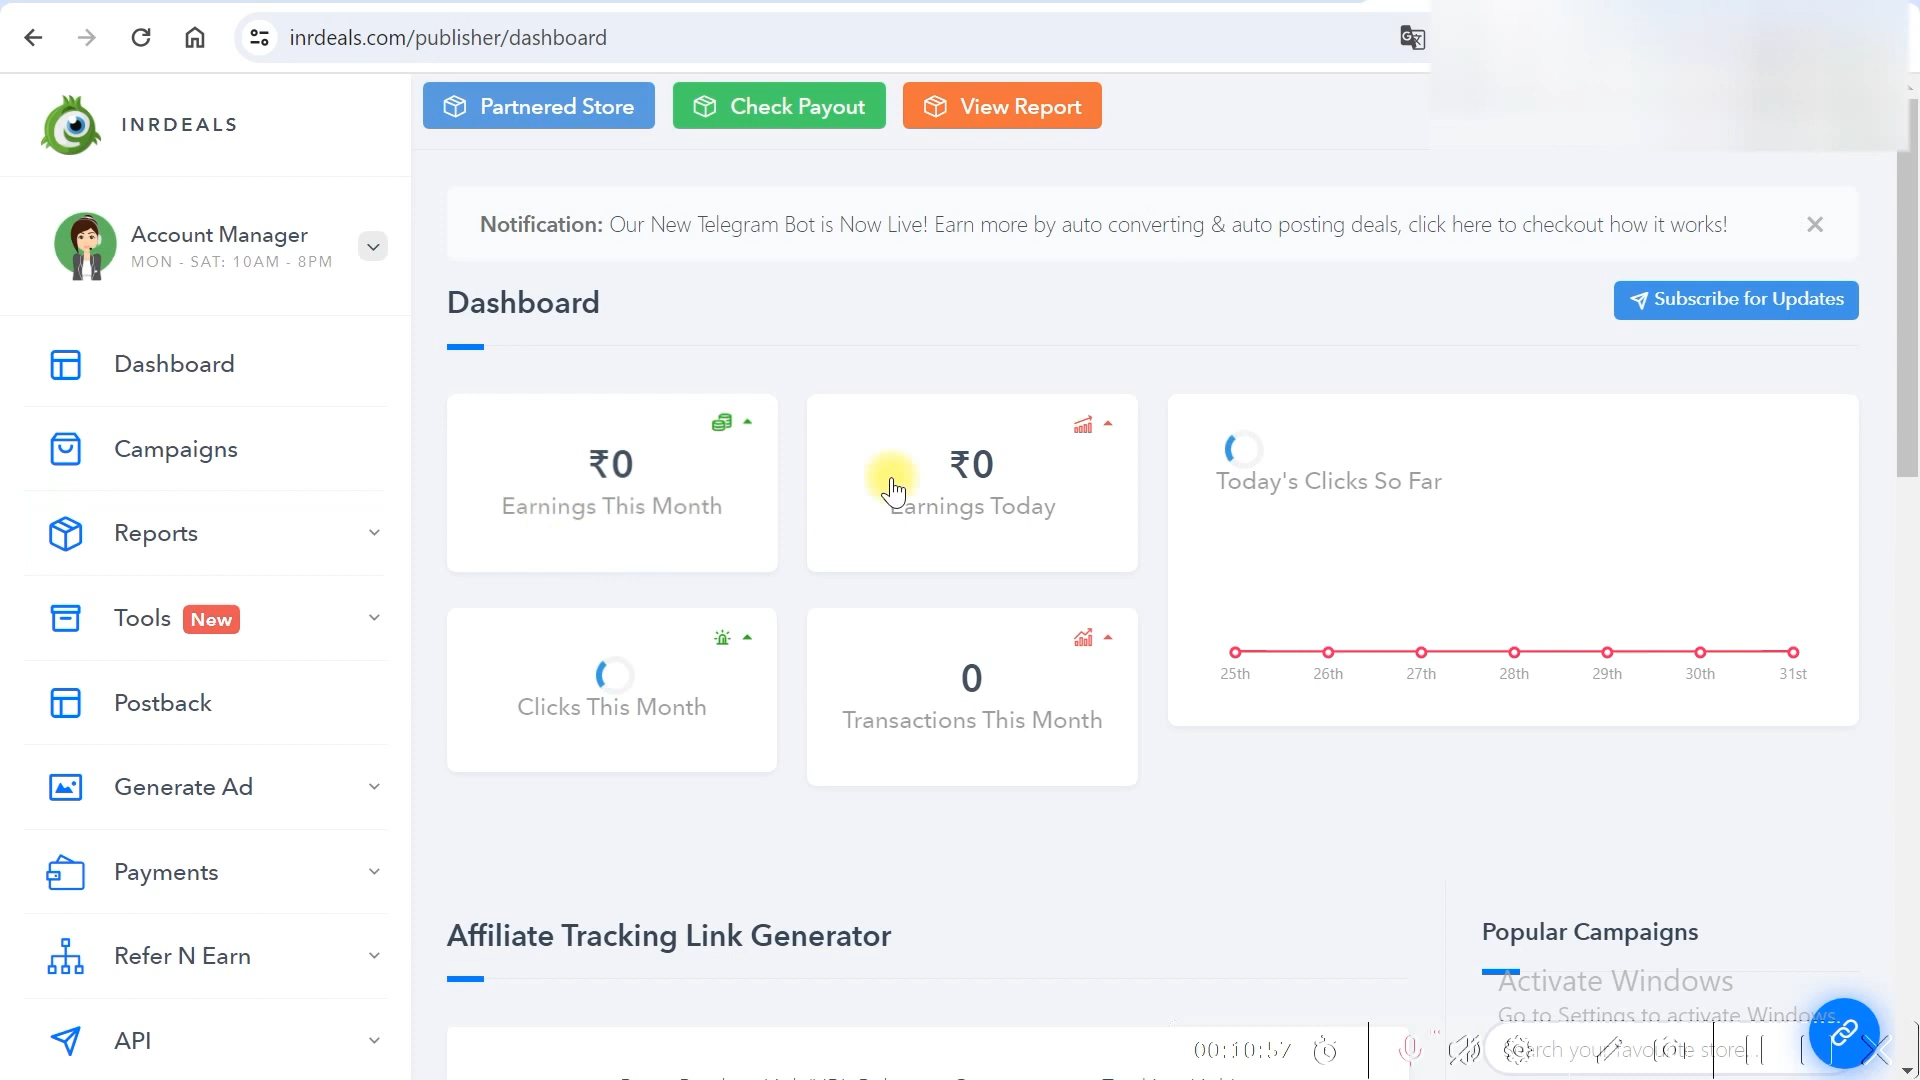 inrdeals.com/publisher/dashboard
INRDEALS
Partnered Store
Check Payout
View Report
Account Manager
MON - SAT: 10AM - 8PM
Notification: Our New Telegram Bot is Now Live! Earn more by auto converting & auto posting deals, click here to checkout how it works!
Dashboard
Subscribe for Updates
Dashboard
Campaigns
Reports
Tools New
Postback
Generate Ad
Payments
Refer N Earn
API
₹0
Earnings This Month
₹0
Earnings Today
Today's Clicks So Far
25th 26th 27th 28th 29th 30th 31st
Clicks This Month
0
Transactions This Month
Affiliate Tracking Link Generator
Popular Campaigns
Activate Windows
Go to Settings to activate Windows.
00:10:57
Search your favourite store...